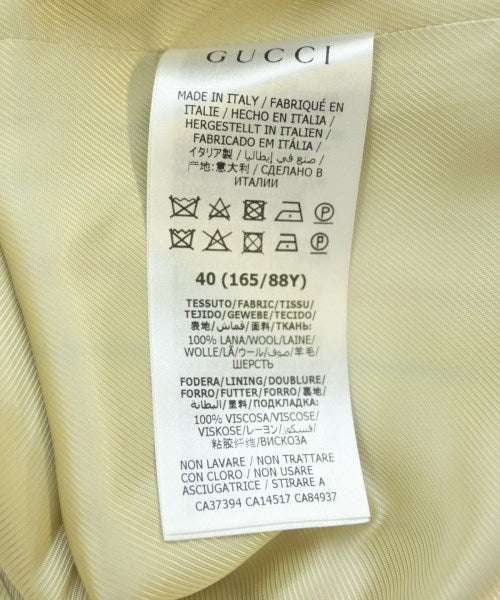 GUCCI
MADE IN ITALY / FABRIQUÉ EN
ITALIE / HECHO EN ITALIA /
HERGESTELLT IN ITALIEN /
FABRICADO EM ITÁLIA /
イタリア製 / صنع في إيطاليا /
产地:意大利 / СДЕЛАНО В
ИТАЛИИ
40 (165/88Y)
TESSUTO/FABRIC/TISSU/
TEJIDO/GEWEBE/TECIDO/
表地/قماش/面料/ТКАНЬ:
100% LANA/WOOL/LAINE/
WOLLE/LÃ/ウール/صوف/羊毛/
ШЕРСТЬ
FODERA/LINING/DOUBLURE/
FORRO/FUTTER/FORRO/裏地/
البطانة/里料/ПОДКЛАДКА:
100% VISCOSA/VISCOSE/
VISKOSE/レーヨン/فسكوز/
粘胶纤维/ВИСКОЗА
NON LAVARE / NON TRATTARE
CON CLORO / NON USARE
ASCIUGATRICE / STIRARE A
CA37394 CA14517 CA84937